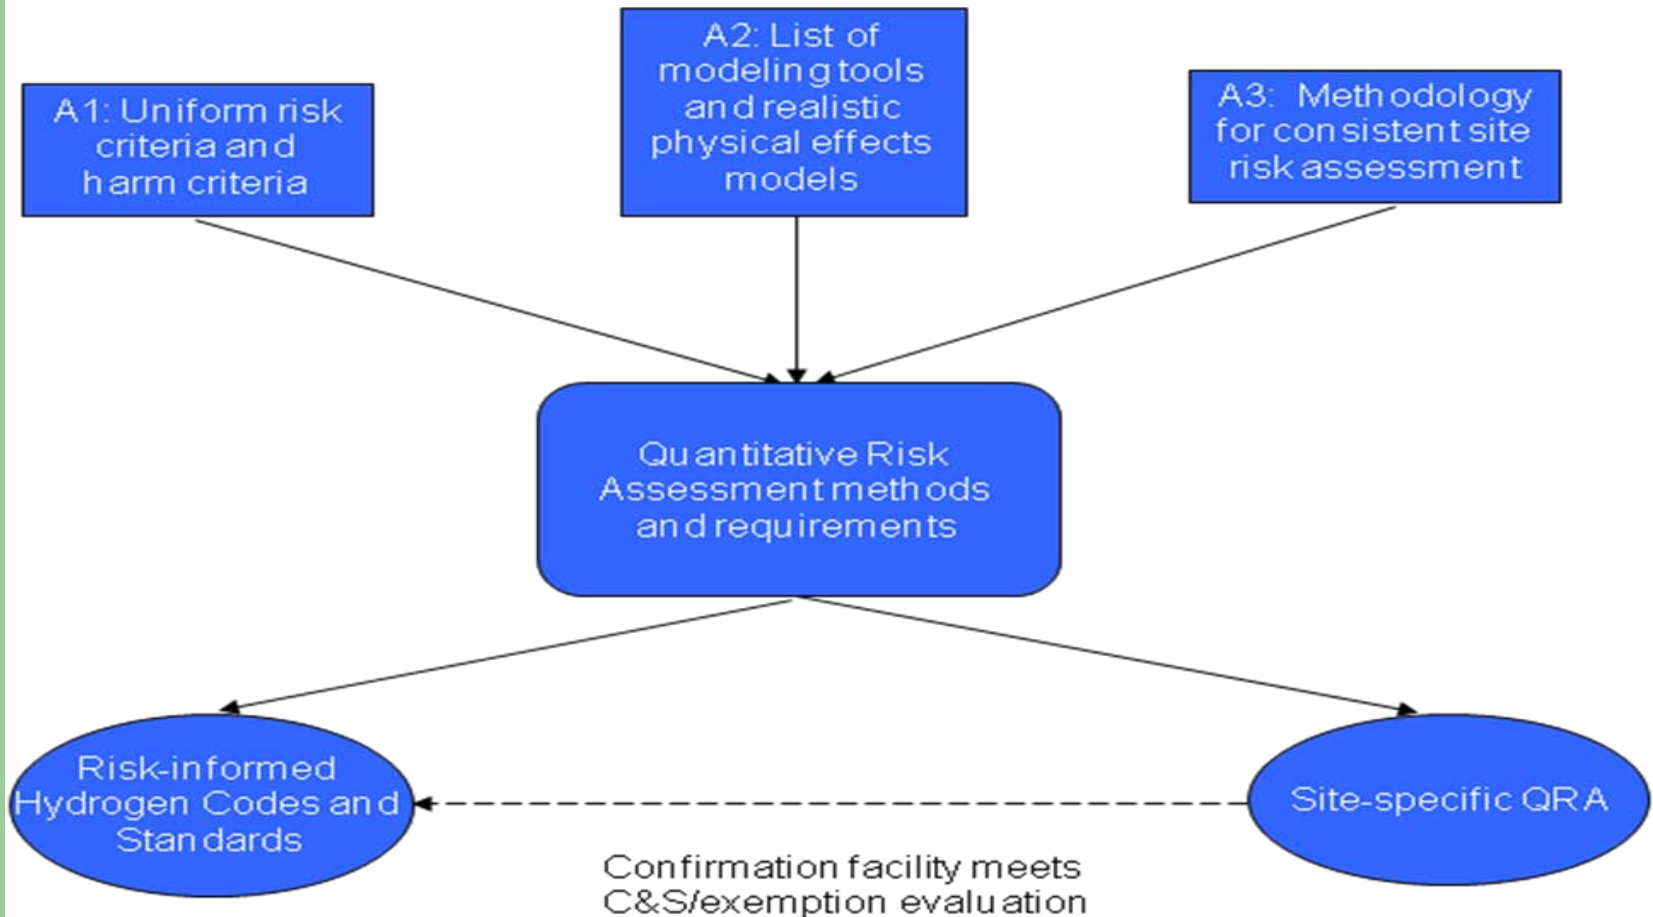 A1: Uniform risk
criteria and
harm criteria
A2: List of
modeling tools
and realistic
physical effects
models
A3: Methodology
for consistent site
risk assessment
Quantitative Risk
Assessment methods
and requirements
Risk-informed
Hydrogen Codes and
Standards
Site-specific QRA
Confirmation facility meets
C&S/exemption evaluation